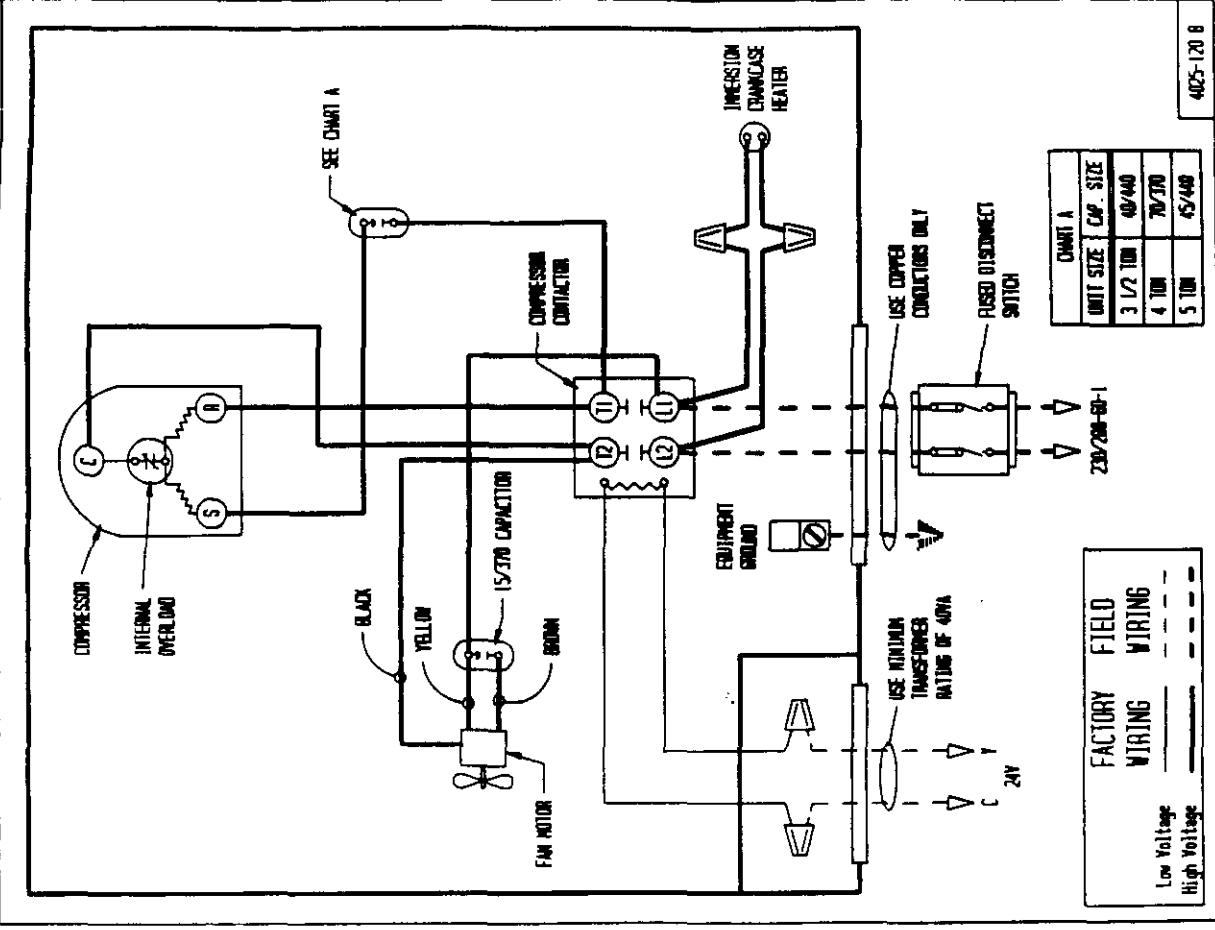 COMPRESSOR
INTERNAL
OVERLOAD
C
S
R
SEE CHART A
BLACK
YELLOW
BROWN
15/370 CAPACITOR
FAN MOTOR
COMPRESSOR
CONTACTOR
T2
T1
L2
L1
IMMERSION
CRANKCASE
HEATER
EQUIPMENT
GROUND
USE COPPER
CONDUCTORS ONLY
FUSED DISCONNECT
SWITCH
230/208-60-1
USE MINIMUM
TRANSFORMER
RATING OF 40VA
C
Y
24V
FACTORY WIRING
FIELD WIRING
Low Voltage
High Voltage
CHART A
UNIT SIZE CAP. SIZE
3 1/2 TON 40/440
4 TON 70/370
5 TON 45/440
4025-120 B